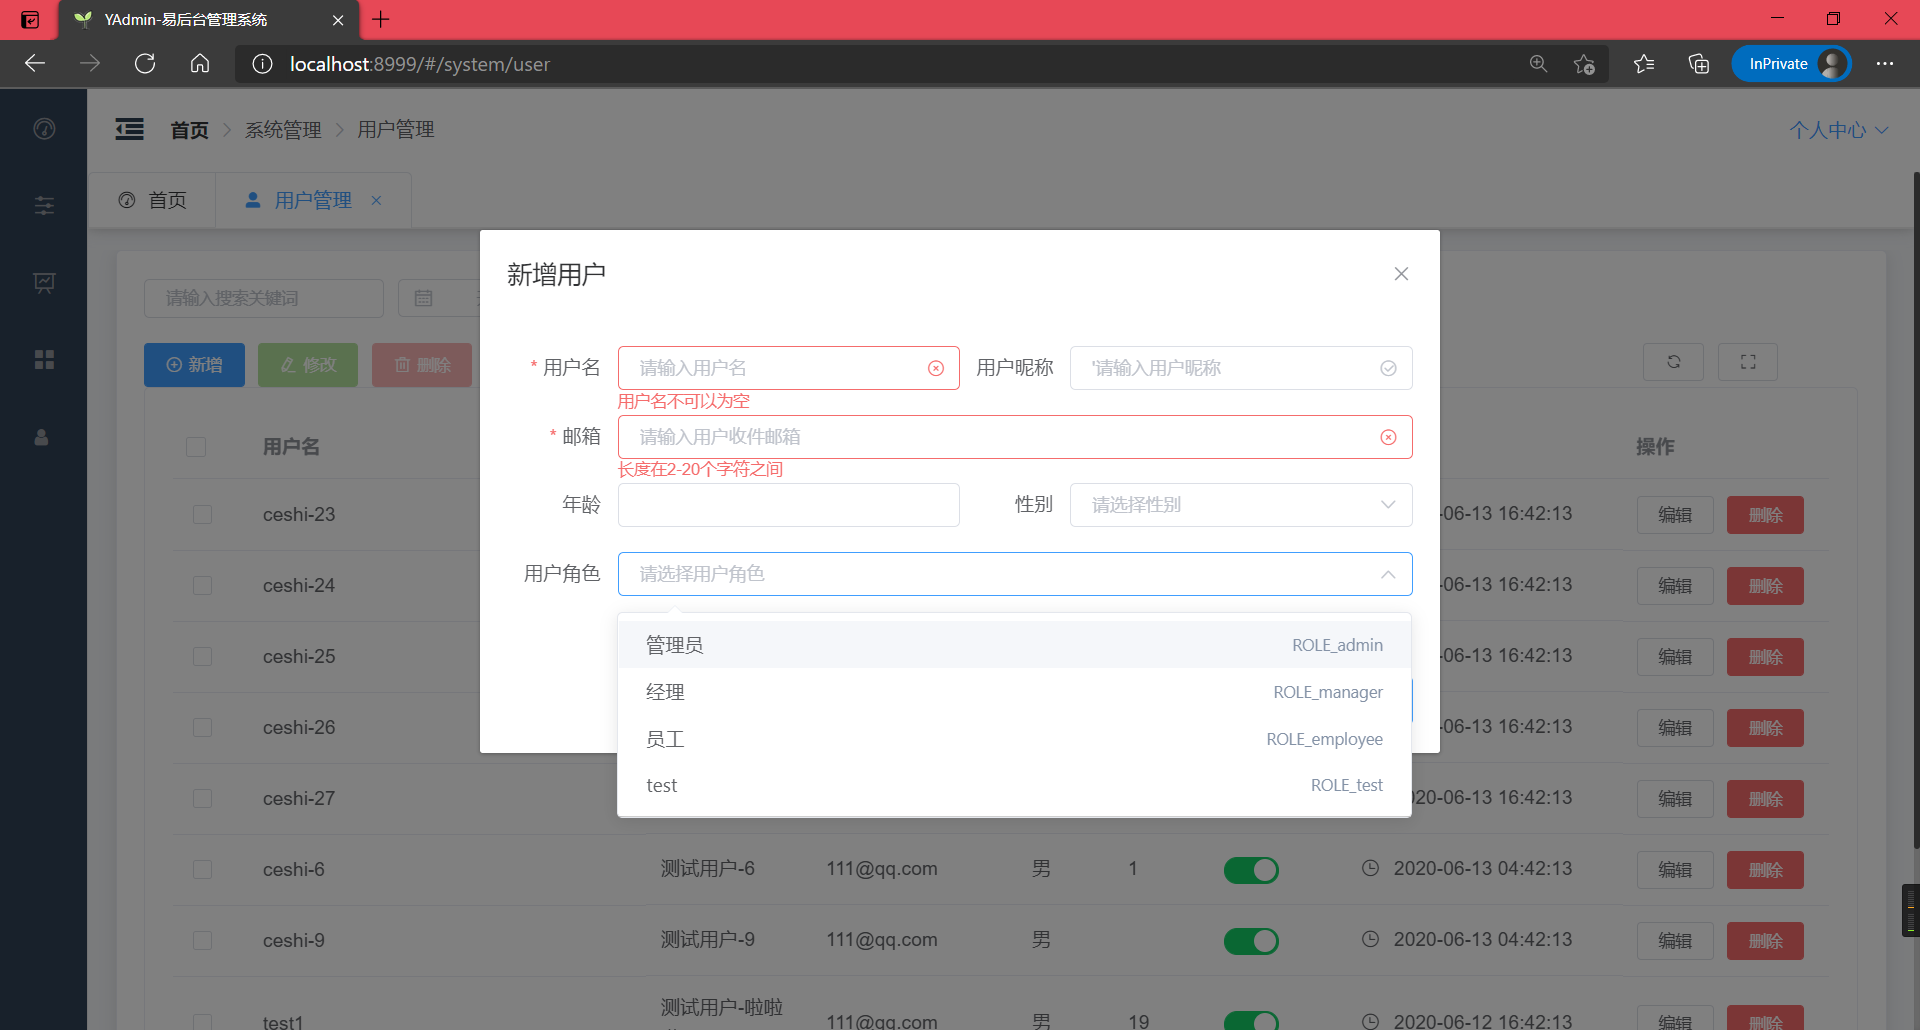 YAdmin-易后台管理系统
localhost:8999/#/system/user
InPrivate
首页 系统管理 用户管理
个人中心
首页 用户管理
新增用户
请输入搜索关键词
新增 修改 删除
* 用户名 请输入用户名 用户昵称 '请输入用户昵称
用户名不可以为空
* 邮箱 请输入用户收件邮箱
长度在2-20个字符之间
年龄 性别 请选择性别
用户角色 请选择用户角色
管理员 ROLE_admin
经理 ROLE_manager
员工 ROLE_employee
test ROLE_test
用户名 操作
ceshi-23 -06-13 16:42:13 编辑 删除
ceshi-24 -06-13 16:42:13 编辑 删除
ceshi-25 -06-13 16:42:13 编辑 删除
ceshi-26 -06-13 16:42:13 编辑 删除
ceshi-27 20-06-13 16:42:13 编辑 删除
ceshi-6 测试用户-6 111@qq.com 男 1 2020-06-13 04:42:13 编辑 删除
ceshi-9 测试用户-9 111@qq.com 男 2020-06-13 04:42:13 编辑 删除
test1 测试用户-啦啦 111@qq.com 男 19 2020-06-12 16:42:13 编辑 删除